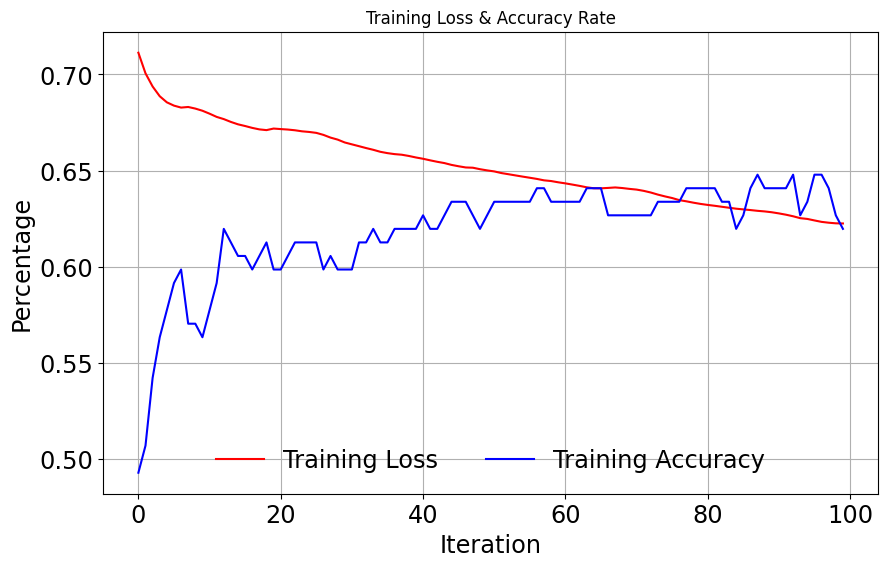 Training Loss & Accuracy Rate
Percentage
0.70
0.65
0.60
0.55
0.50
Training Loss
Training Accuracy
0
20
40
60
80
100
Iteration